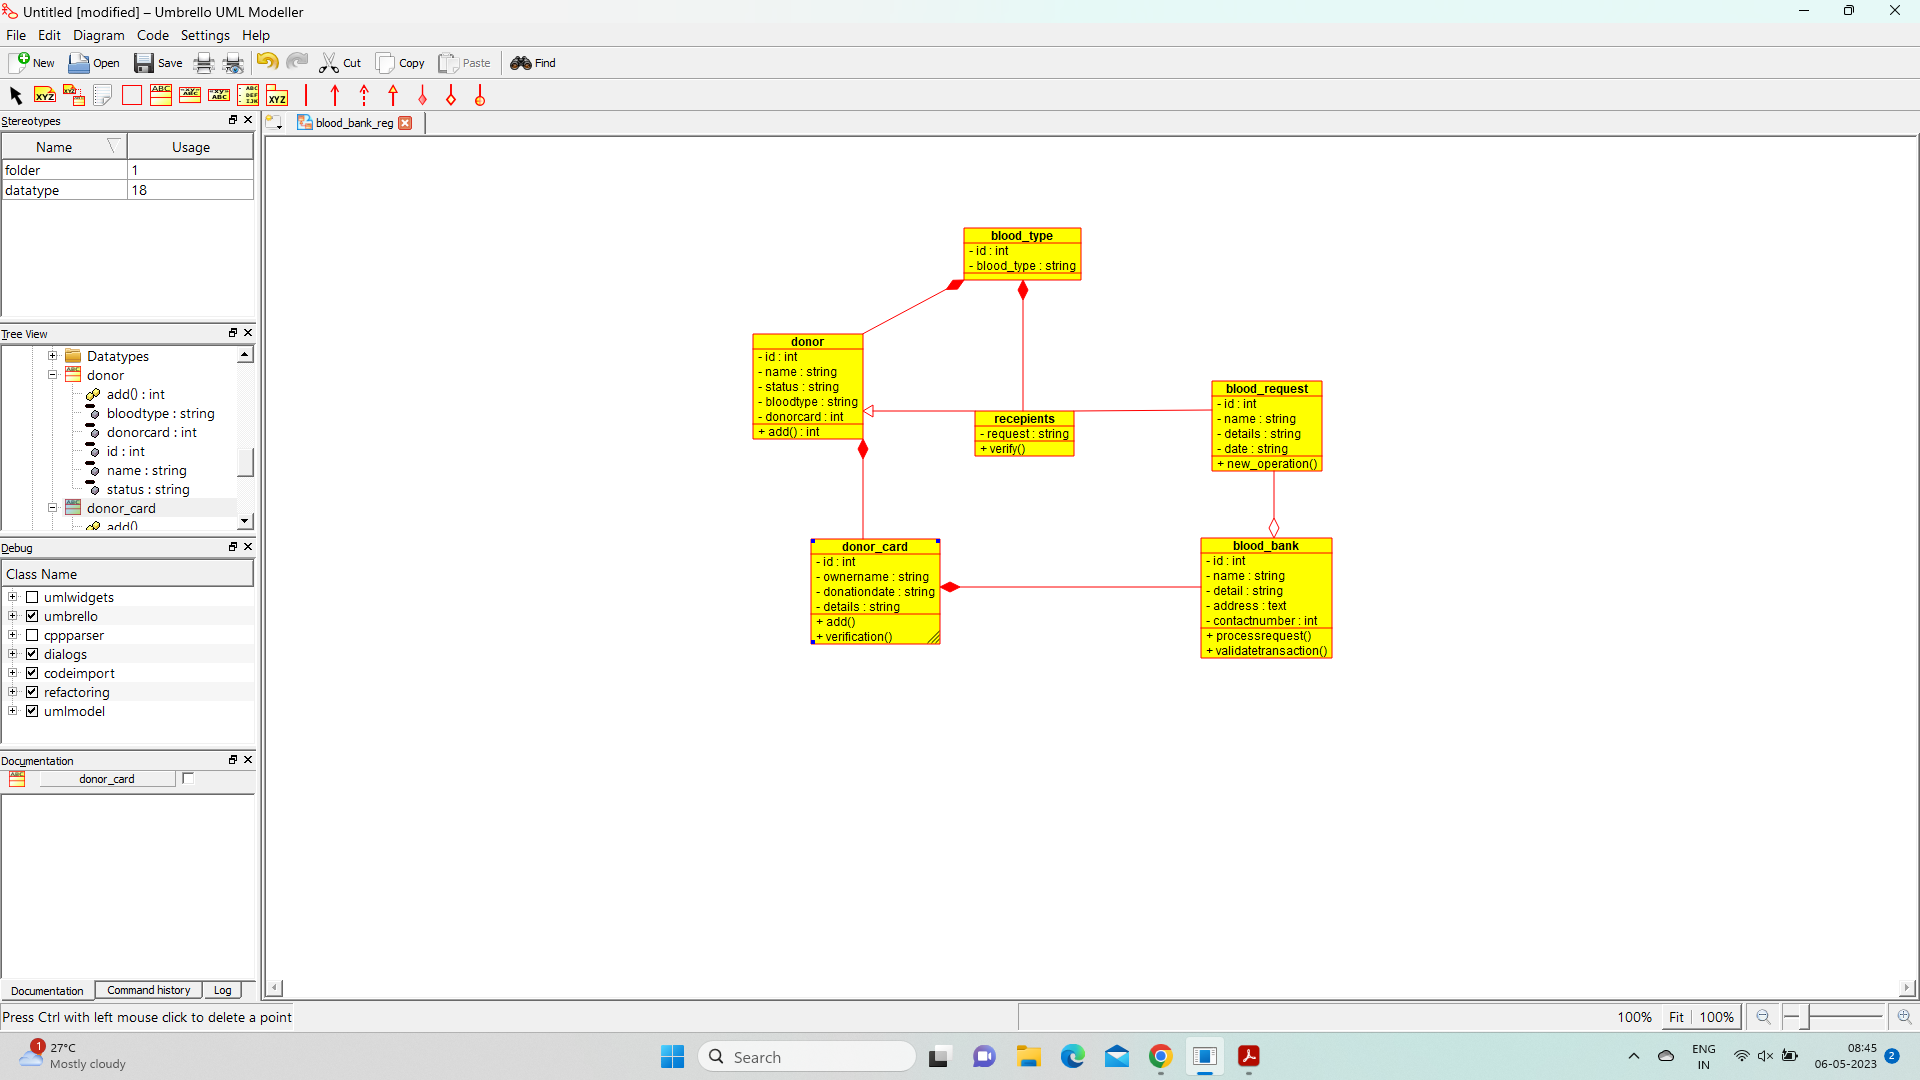 Untitled [modified] – Umbrello UML Modeller
File Edit Diagram Code Settings Help
New Open Save Cut Copy Paste Find
XYZ
Stereotypes
blood_bank_reg
Name Usage
folder 1
datatype 18
Tree View
Datatypes
donor
add() : int
bloodtype : string
donorcard : int
id : int
name : string
status : string
donor_card
add()
Debug
Class Name
umlwidgets
umbrello
cppparser
dialogs
codeimport
refactoring
umlmodel
Documentation
donor_card
Documentation Command history Log
blood_type
- id : int
- blood_type : string
donor
- id : int
- name : string
- status : string
- bloodtype : string
- donorcard : int
+ add() : int
recepients
- request : string
+ verify()
blood_request
- id : int
- name : string
- details : string
- date : string
+ new_operation()
donor_card
- id : int
- ownername : string
- donationdate : string
- details : string
+ add()
+ verification()
blood_bank
- id : int
- name : string
- detail : string
- address : text
- contactnumber : int
+ processrequest()
+ validatetransaction()
Press Ctrl with left mouse click to delete a point
100% Fit 100%
1
27°C
Mostly cloudy
Search
ENG
IN
08:45
06-05-2023
2